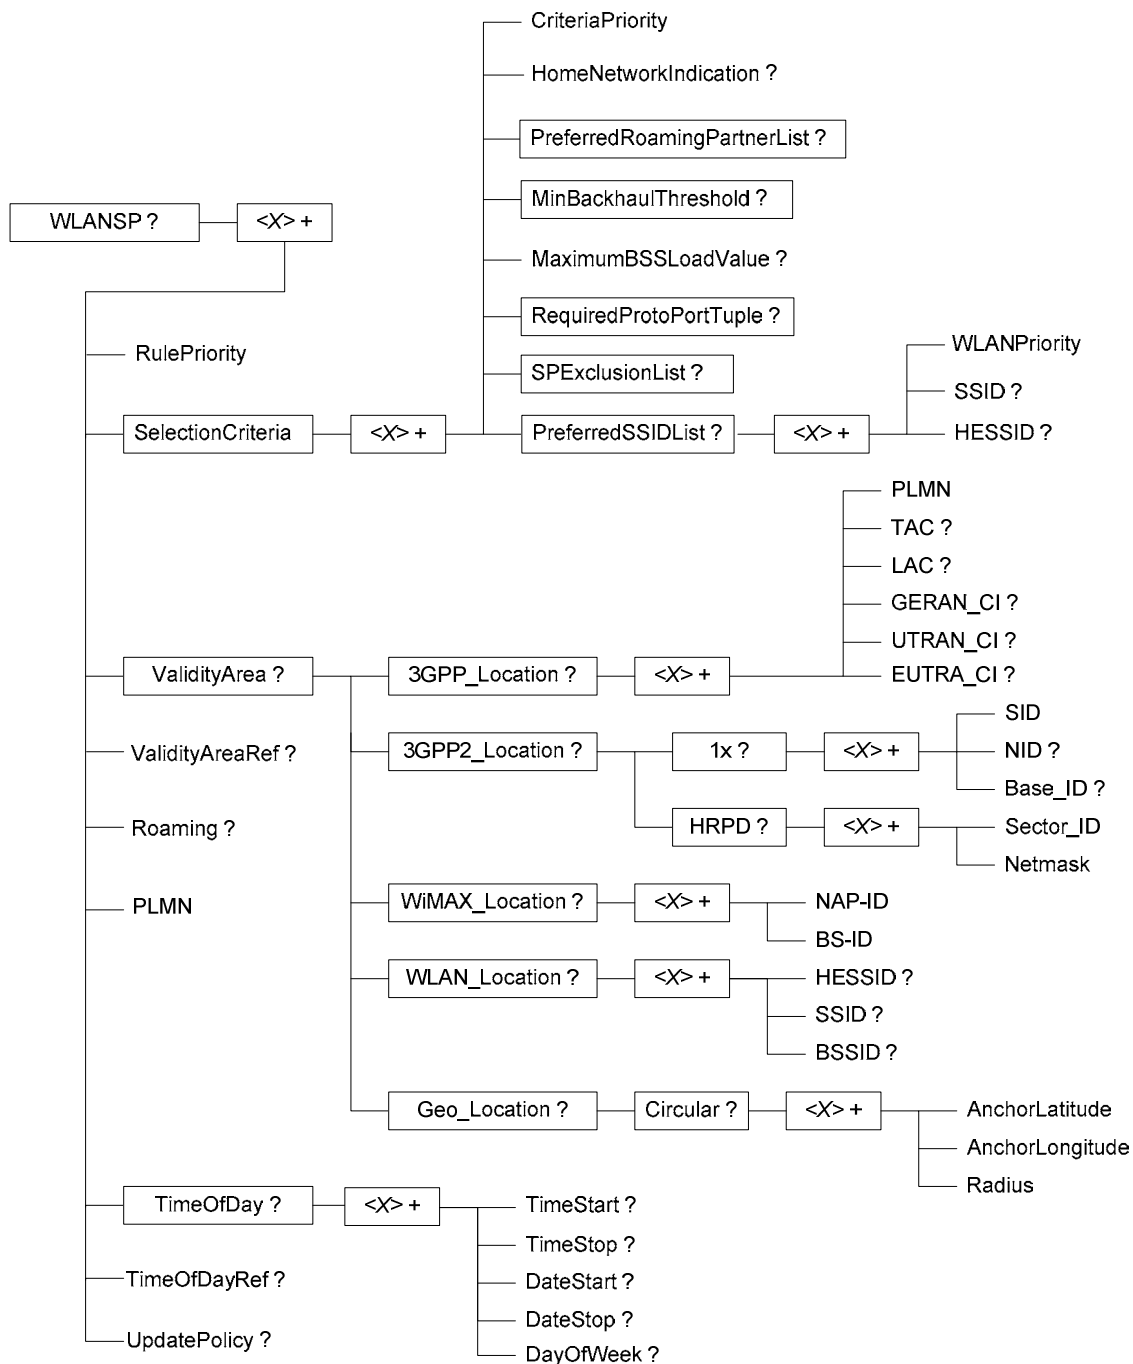 CriteriaPriority
HomeNetworkIndication ?
PreferredRoamingPartnerList ?
MinBackhaulThreshold ?
WLANSP ? <X> +
MaximumBSSLoadValue ?
RequiredProtoPortTuple ?
RulePriority
WLANPriority
SPExclusionList ?
SSID ?
SelectionCriteria <X> + PreferredSSIDList ? <X> + HESSID ?
PLMN
TAC ?
LAC ?
GERAN_CI ?
UTRAN_CI ?
ValidityArea ? 3GPP_Location ? <X> + EUTRA_CI ?
SID
ValidityAreaRef ? 3GPP2_Location ? 1x ? <X> + NID ?
Base_ID ?
Roaming ? HRPD ? <X> + Sector_ID
Netmask
PLMN WiMAX_Location ? <X> + NAP-ID
BS-ID
WLAN_Location ? <X> + HESSID ?
SSID ?
BSSID ?
Geo_Location ? Circular ? <X> + AnchorLatitude
AnchorLongitude
Radius
TimeOfDay ? <X> + TimeStart ?
TimeStop ?
TimeOfDayRef ? DateStart ?
DateStop ?
UpdatePolicy ?
DayOfWeek ?